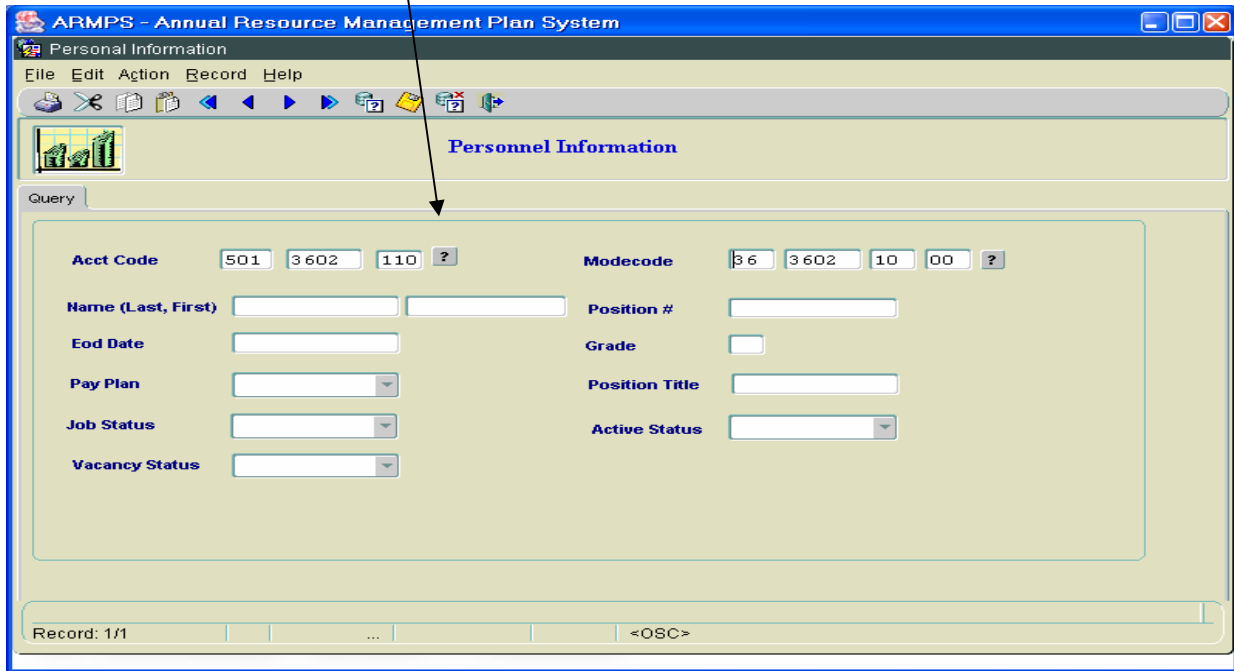 ARMPS - Annual Resource Management Plan System
Personal Information
File Edit Action Record Help
Personnel Information
Query
Acct Code 501 3602 110 ? Modecode 36 3602 10 00 ?
Name (Last, First) Position #
Eod Date Grade
Pay Plan Position Title
Job Status Active Status
Vacancy Status
Record: 1/1 ... <OSC>